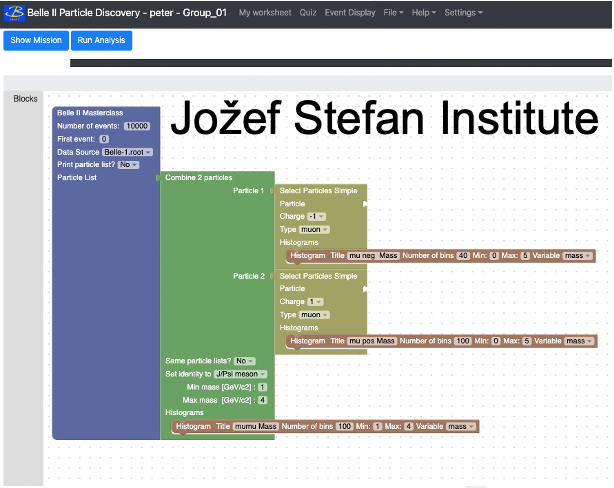 Belle II Particle Discovery - peter - Group_01 My worksheet Quiz Event Display File Help Settings
Show Mission Run Analysis
Blocks
Jožef Stefan Institute
Belle II Masterclass
Number of events: 10000
First event: 0
Data Source Belle-1.root
Print particle list? No
Particle List Combine 2 particles
Particle 1 Select Particles Simple
Particle
Charge -1
Type muon
Histograms
Histogram Title mu neg Mass Number of bins 40 Min: 0 Max: 5 Variable mass
Particle 2 Select Particles Simple
Particle
Charge 1
Type muon
Histograms
Histogram Title mu pos Mass Number of bins 100 Min: 0 Max: 5 Variable mass
Same particle lists? No
Set identity to J/Psi meson
Min mass [GeV/c2] : 1
Max mass [GeV/c2] : 4
Histograms
Histogram Title mumu Mass Number of bins 100 Min: 1 Max: 4 Variable mass